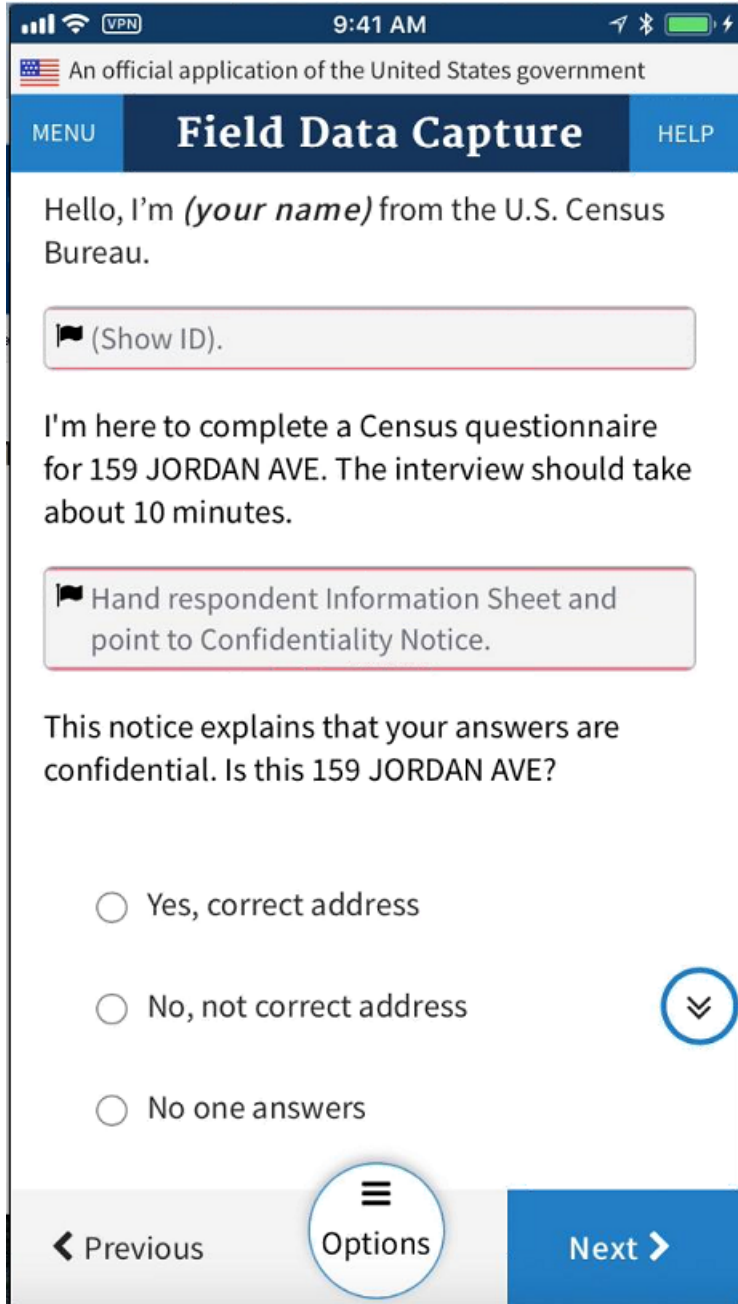 VPN 9:41 AM
An official application of the United States government
MENU Field Data Capture HELP
Hello, I'm (your name) from the U.S. Census
Bureau.
(Show ID).
I'm here to complete a Census questionnaire
for 159 JORDAN AVE. The interview should take
about 10 minutes.
Hand respondent Information Sheet and
point to Confidentiality Notice.
This notice explains that your answers are
confidential. Is this 159 JORDAN AVE?
Yes, correct address
No, not correct address
No one answers
Previous Options Next